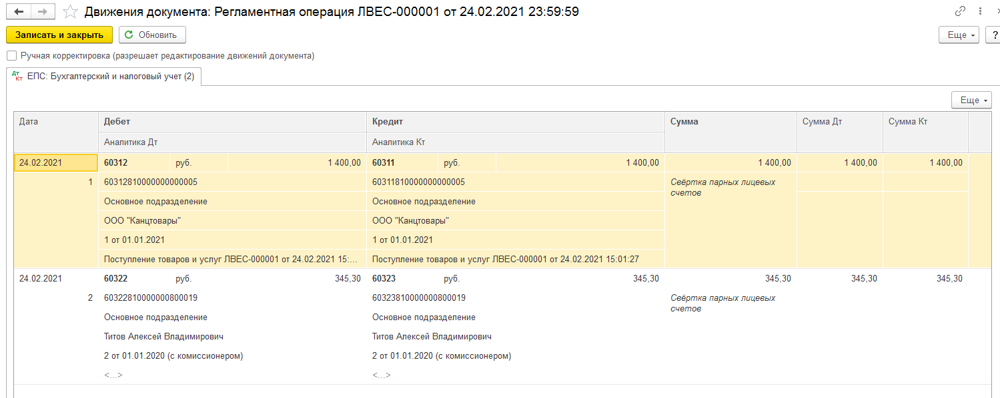 Движения документа: Регламентная операция ЛВЕС-000001 от 24.02.2021 23:59:59
Записать и закрыть Обновить Еще ?
Ручная корректировка (разрешает редактирование движений документа)
Дт Кт ЕПС: Бухгалтерский и налоговый учет (2)
Еще
Дата Дебет Кредит Сумма Сумма Дт Сумма Кт
Аналитика Дт Аналитика Кт
24.02.2021 60312 руб. 1 400,00 60311 руб. 1 400,00 1 400,00 1 400,00 1 400,00
1 60312810000000000005 60311810000000000005 Свёртка парных лицевых
счетов
Основное подразделение Основное подразделение
ООО "Канцтовары" ООО "Канцтовары"
1 от 01.01.2021 1 от 01.01.2021
Поступление товаров и услуг ЛВЕС-000001 от 24.02.2021 15:... Поступление товаров и услуг ЛВЕС-000001 от 24.02.2021 15:01:27
24.02.2021 60322 руб. 345,30 60323 руб. 345,30 345,30 345,30 345,30
2 60322810000000800019 60323810000000800019 Свёртка парных лицевых
счетов
Основное подразделение Основное подразделение
Титов Алексей Владимирович Титов Алексей Владимирович
2 от 01.01.2020 (с комиссионером) 2 от 01.01.2020 (с комиссионером)
<...> <...>